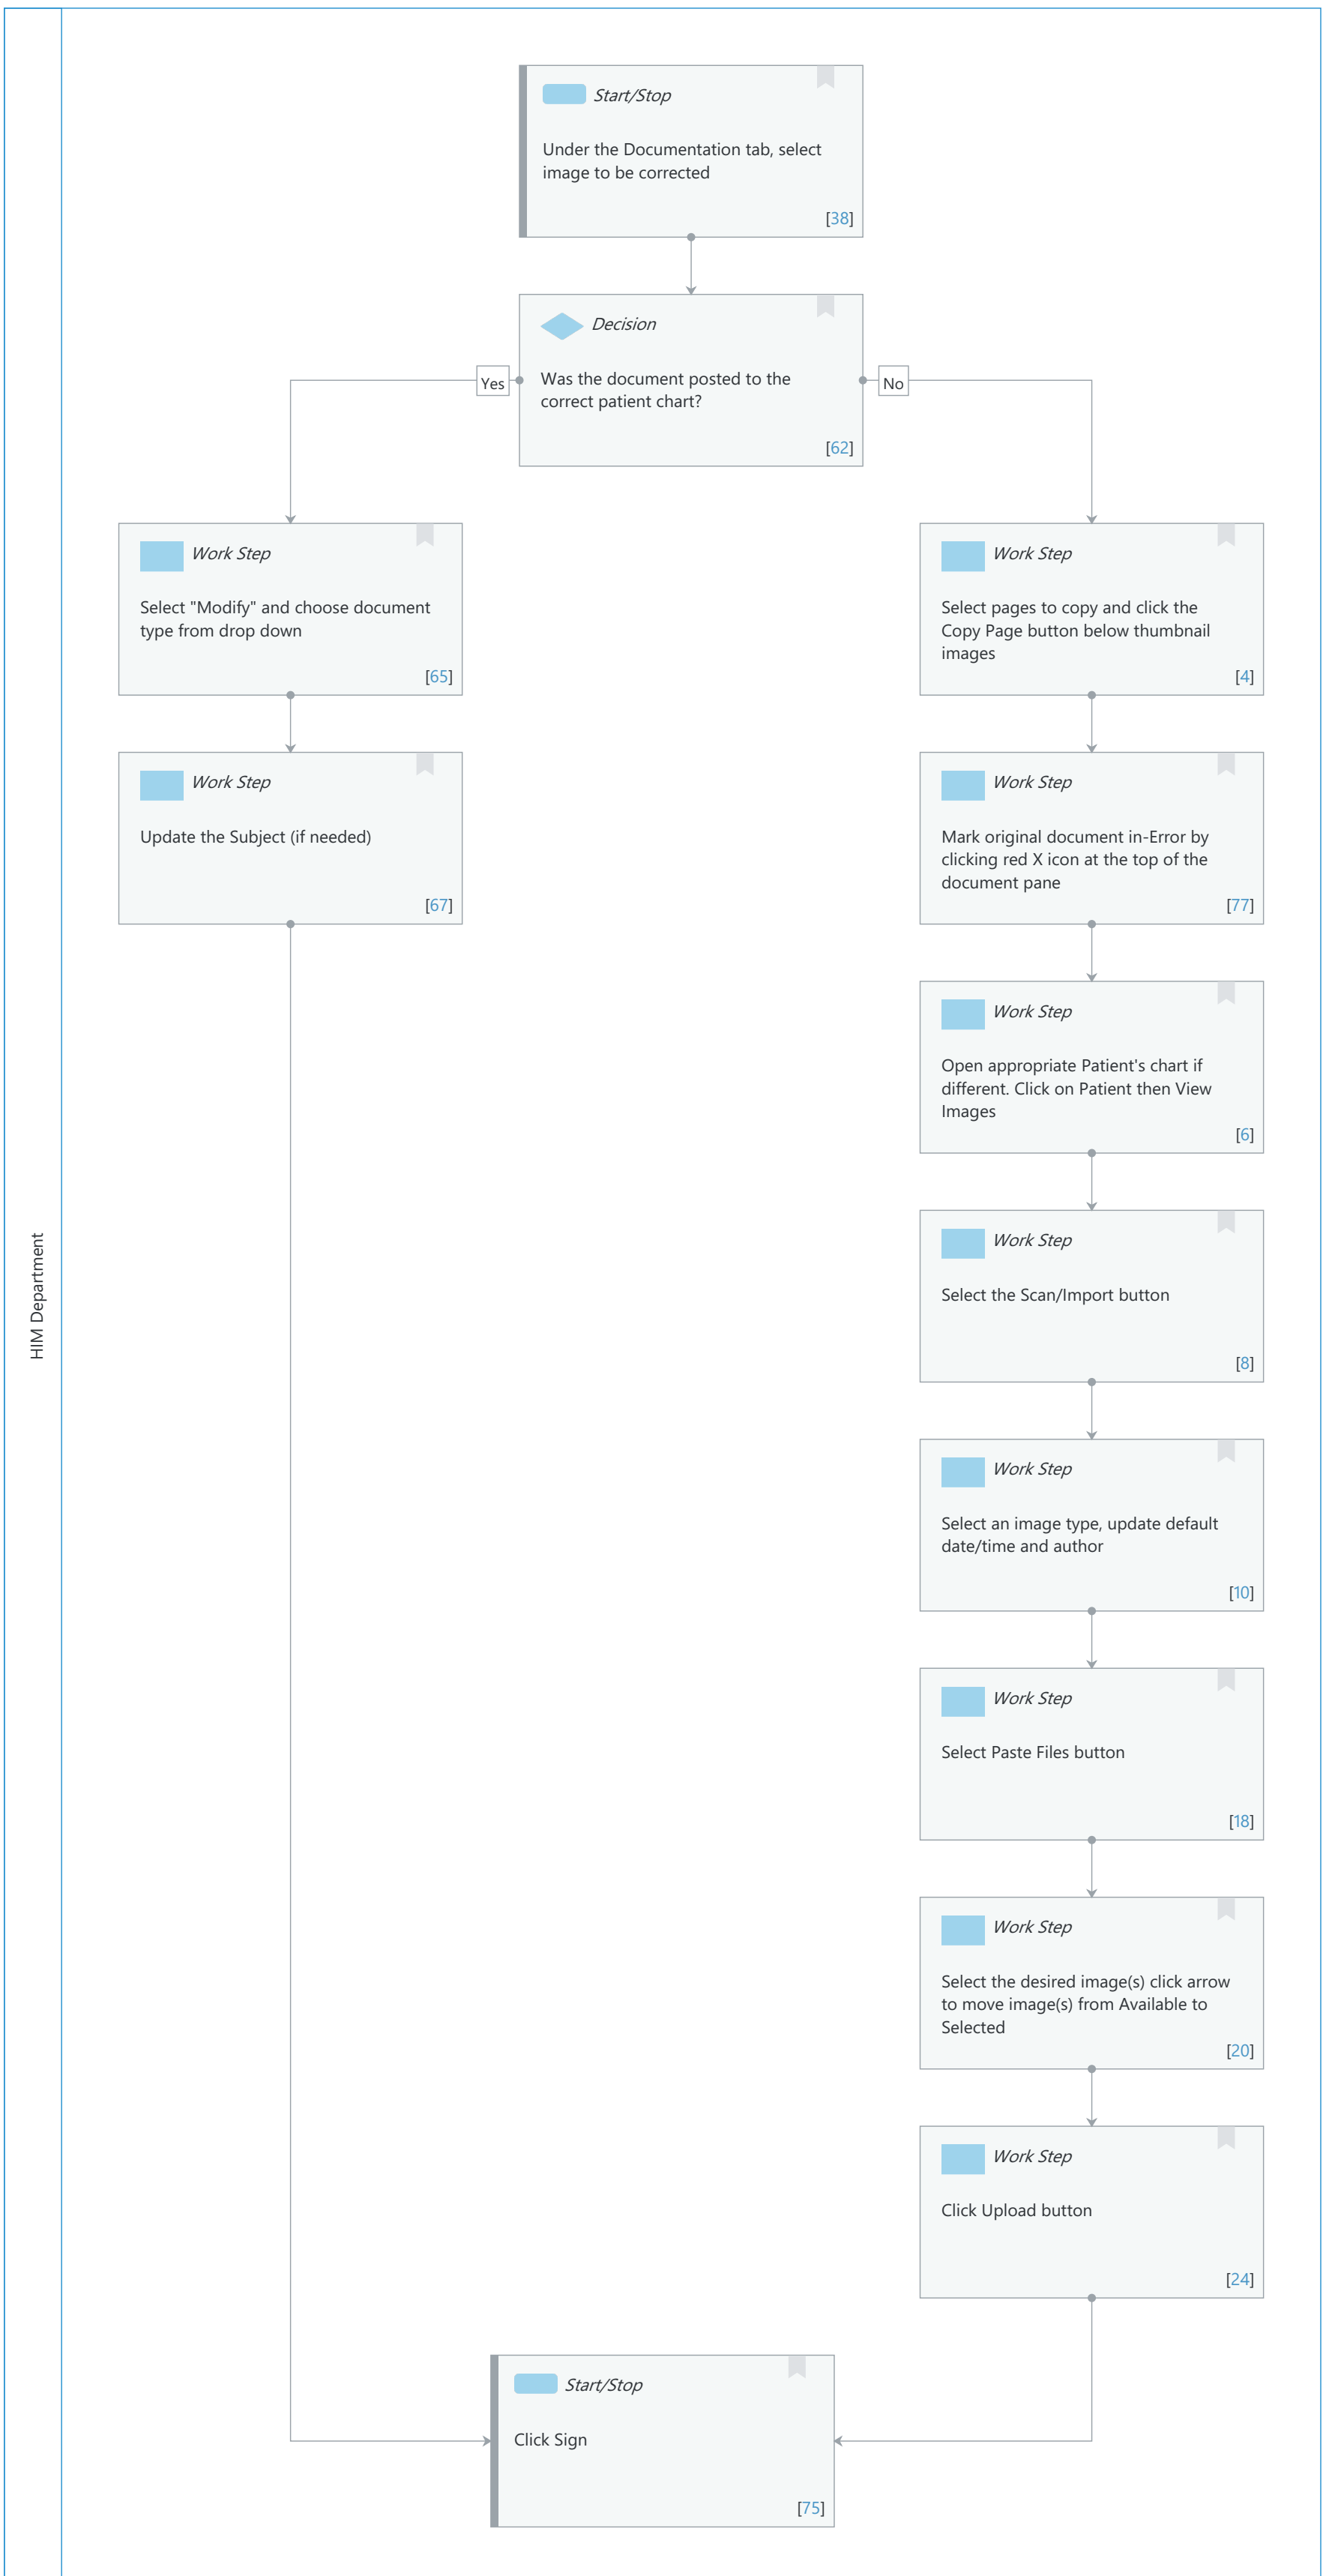 HIM Department
Start/Stop
Under the Documentation tab, select
image to be corrected
[38]
Decision
Was the document posted to the
correct patient chart?
[62]
Yes
No
Work Step
Select "Modify" and choose document
type from drop down
[65]
Work Step
Update the Subject (if needed)
[67]
Work Step
Select pages to copy and click the
Copy Page button below thumbnail
images
[4]
Work Step
Mark original document in-Error by
clicking red X icon at the top of the
document pane
[77]
Work Step
Open appropriate Patient's chart if
different. Click on Patient then View
Images
[6]
Work Step
Select the Scan/Import button
[8]
Work Step
Select an image type, update default
date/time and author
[10]
Work Step
Select Paste Files button
[18]
Work Step
Select the desired image(s) click arrow
to move image(s) from Available to
Selected
[20]
Work Step
Click Upload button
[24]
Start/Stop
Click Sign
[75]